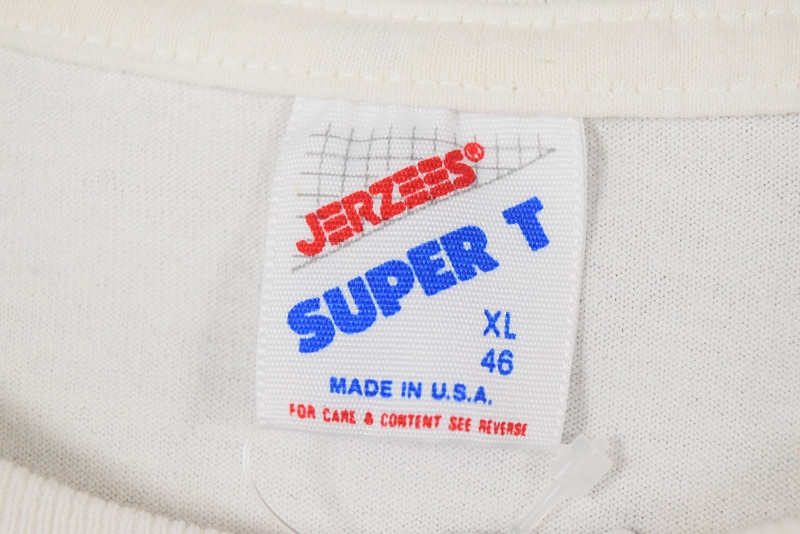 JERZEES®
SUPER T
XL
46
MADE IN U.S.A.
FOR CARE & CONTENT SEE REVERSE